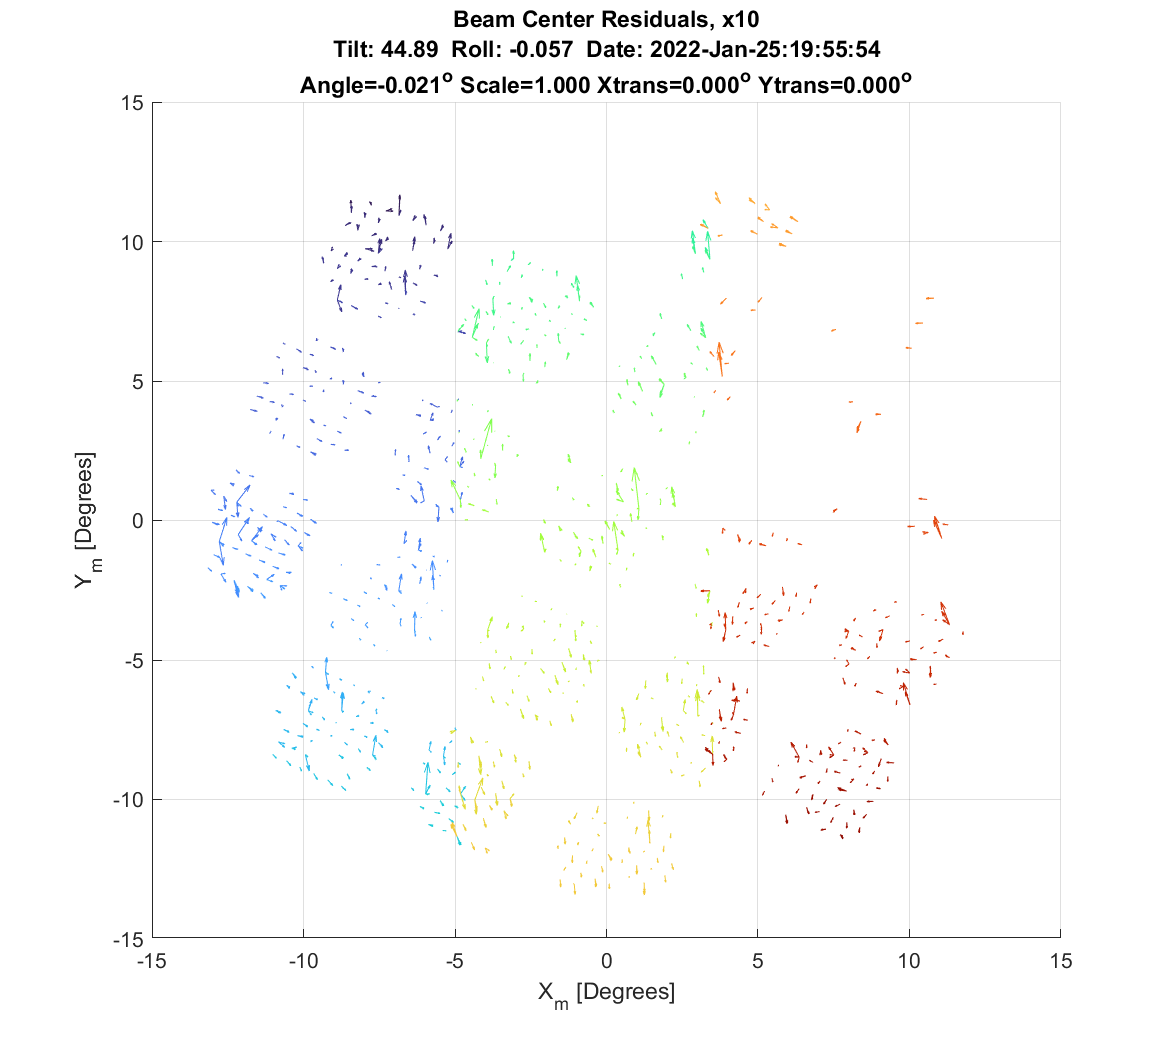 Beam Center Residuals, x10
Tilt: 44.89 Roll: -0.057 Date: 2022-Jan-25:19:55:54
Angle=-0.021° Scale=1.000 Xtrans=0.000° Ytrans=0.000°
15
10
5
0
-5
-10
-15
Y_m [Degrees]
-15 -10 -5 0 5 10 15
X_m [Degrees]